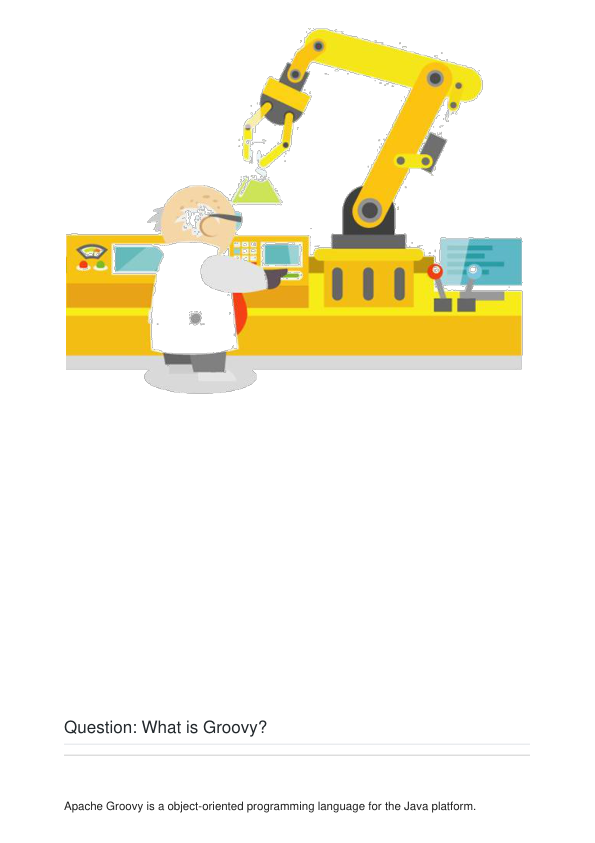 Question: What is Groovy?
Apache Groovy is a object-oriented programming language for the Java platform.